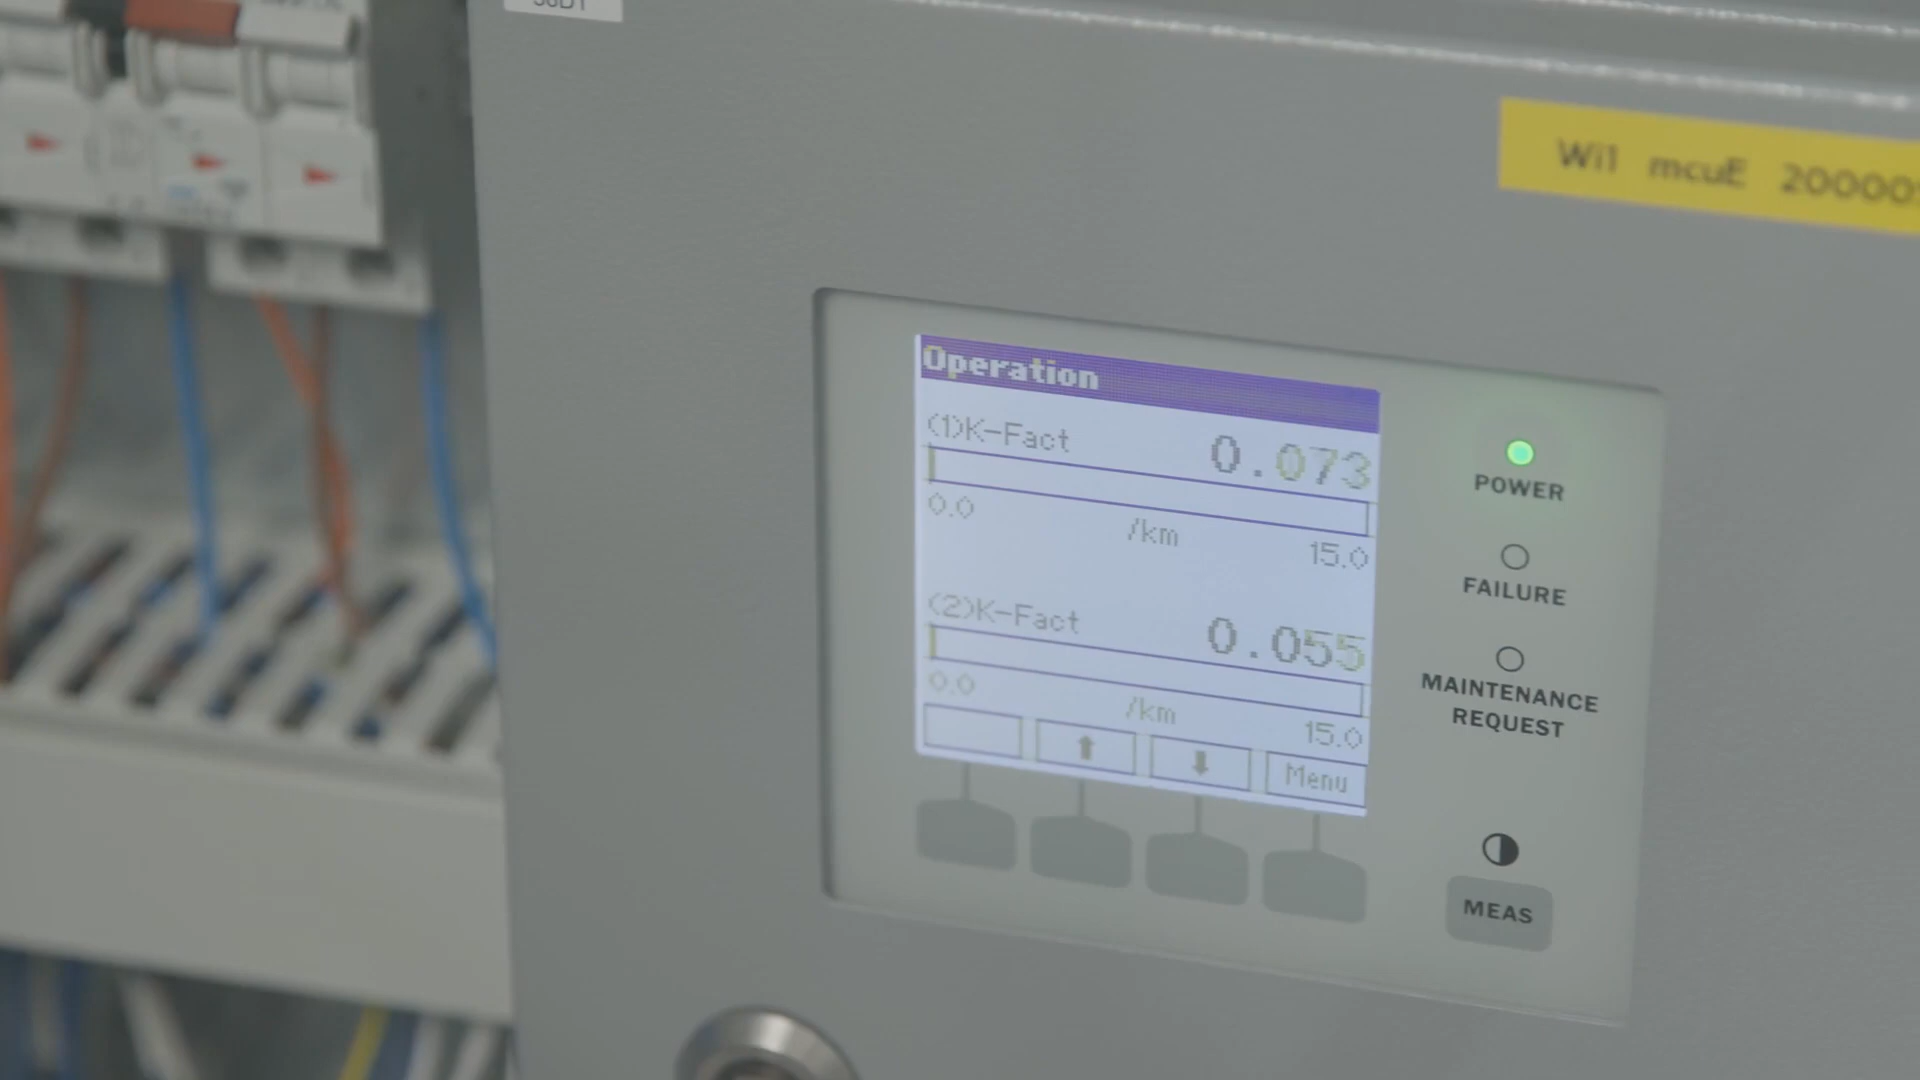 Wi1 mcuE 20000
Operation
(1)K-Fact 0.073
0.0 /km 15.0
(2)K-Fact 0.055
0.0 /km 15.0
Menu
POWER
FAILURE
MAINTENANCE
REQUEST
MEAS